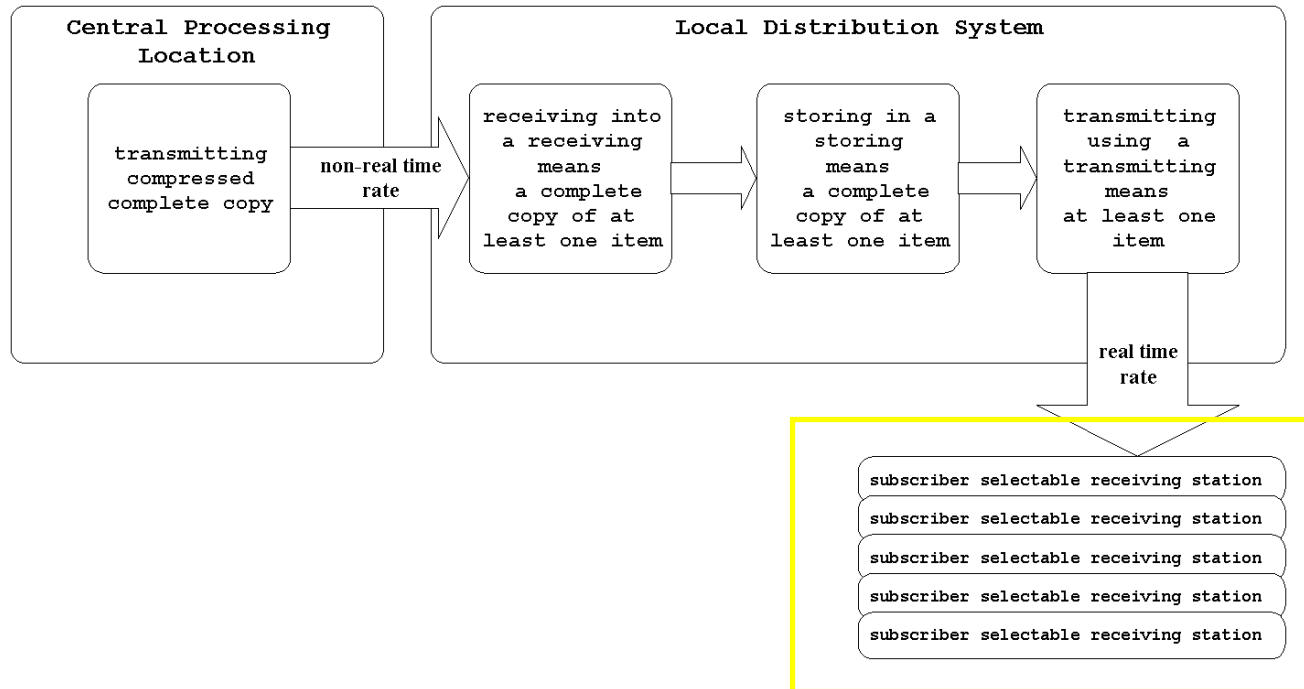 Central Processing
Location
transmitting
compressed
complete copy
non-real time
rate
Local Distribution System
receiving into
a receiving
means
a complete
copy of at
least one item
storing in a
storing
means
a complete
copy of at
least one item
transmitting
using a
transmitting
means
at least one
item
real time
rate
subscriber selectable receiving station
subscriber selectable receiving station
subscriber selectable receiving station
subscriber selectable receiving station
subscriber selectable receiving station